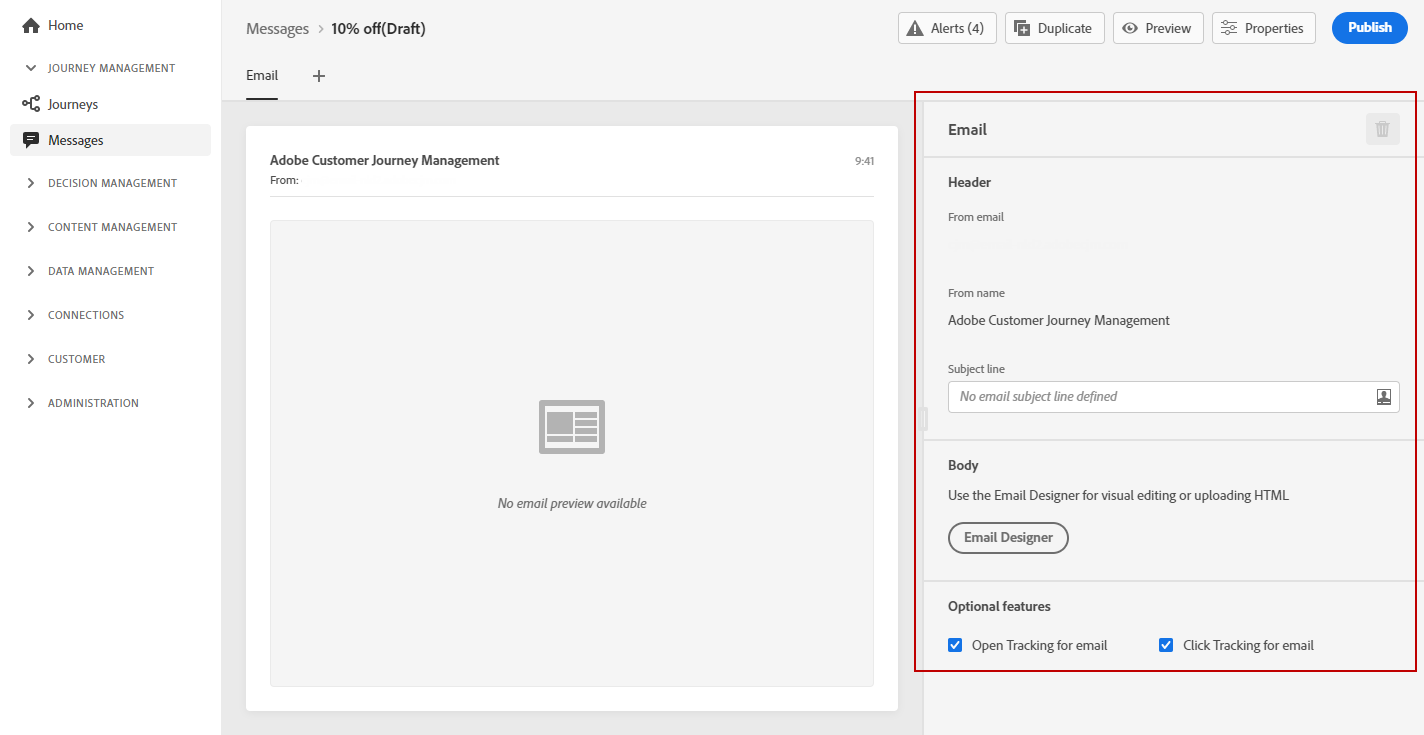 Home
JOURNEY MANAGEMENT
Journeys
Messages
DECISION MANAGEMENT
CONTENT MANAGEMENT
DATA MANAGEMENT
CONNECTIONS
CUSTOMER
ADMINISTRATION
Messages > 10% off(Draft)
Alerts (4)
Duplicate
Preview
Properties
Publish
Email
Adobe Customer Journey Management
9:41
From:
No email preview available
Email
Header
From email
From name
Adobe Customer Journey Management
Subject line
No email subject line defined
Body
Use the Email Designer for visual editing or uploading HTML
Email Designer
Optional features
Open Tracking for email
Click Tracking for email